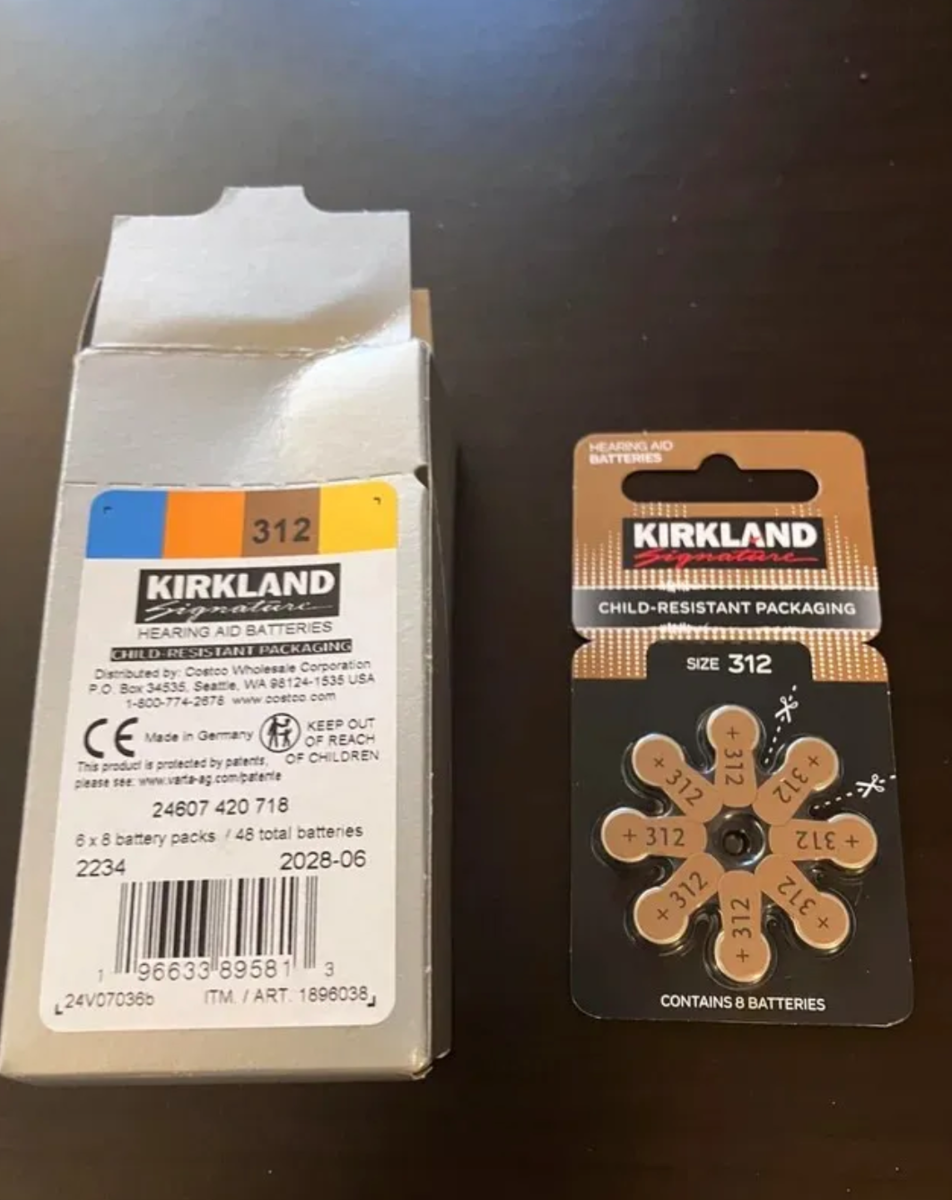 312
KIRKLAND
Signature
HEARING AID BATTERIES
CHILD-RESISTANT PACKAGING
Distributed by: Costco Wholesale Corporation
P.O. Box 34535, Seattle, WA 98124-1535 USA
1-800-774-2678 www.costco.com
CE Made in Germany
KEEP OUT
OF REACH
OF CHILDREN
This product is protected by patents,
please see: www.varta-ag.com/patente
24607 420 718
6 x 8 battery packs / 48 total batteries
2234 2028-06
1 96633 89581 3
24V07036b ITM. / ART. 1896038
HEARING AID
BATTERIES
KIRKLAND
Signature
CHILD-RESISTANT PACKAGING
SIZE 312
+ 312
+ 312
+ 312
+ 312
+ 312
+ 312
+ 312
+ 312
CONTAINS 8 BATTERIES